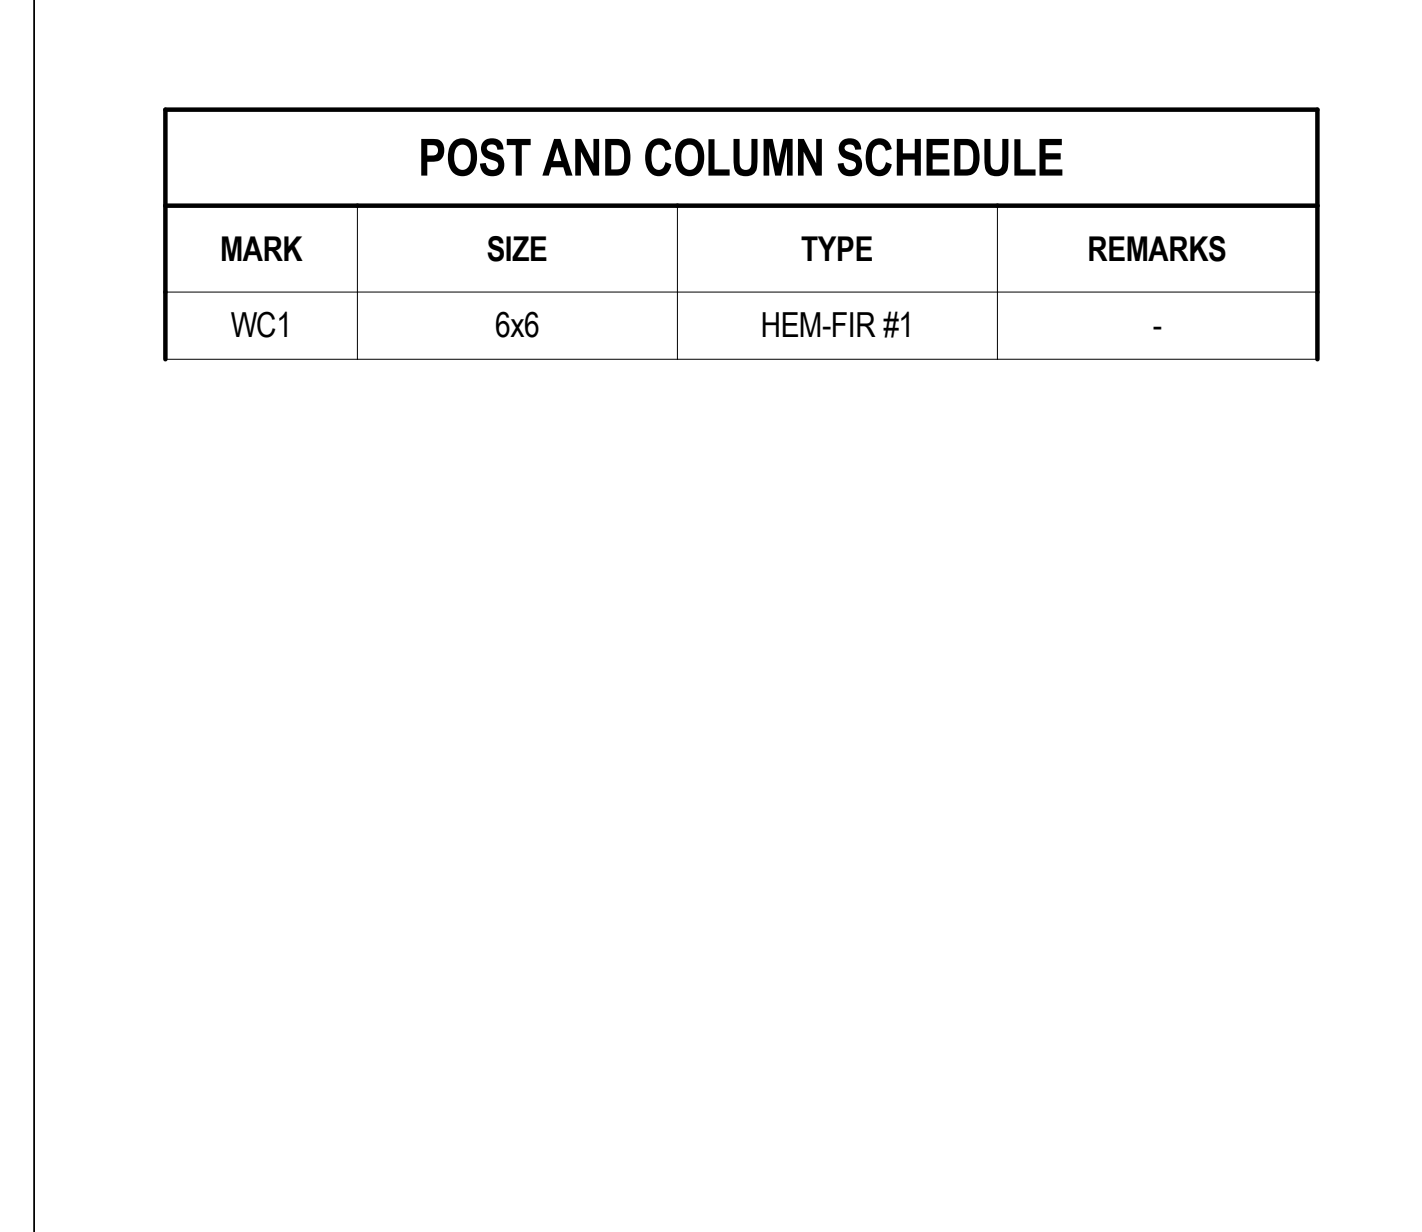 POST AND COLUMN SCHEDULE
MARK SIZE TYPE REMARKS
WC1 6x6 HEM-FIR #1 -